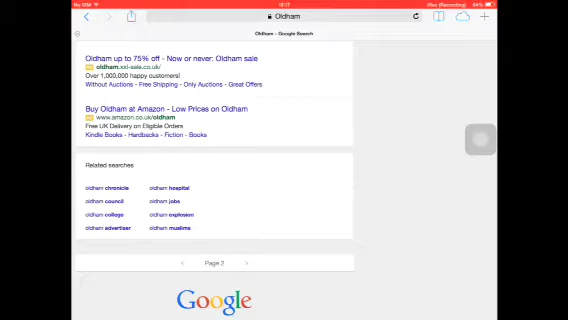 No SIM
10:17
iRec (Recording)
84%
Oldham
Oldham - Google Search
Oldham up to 75% off - Now or never: Oldham sale
Ad oldham.xxl-sale.co.uk/
Over 1,000,000 happy customers!
Without Auctions - Free Shipping - Only Auctions - Great Offers
Buy Oldham at Amazon - Low Prices on Oldham
Ad www.amazon.co.uk/oldham
Free UK Delivery on Eligible Orders
Kindle Books - Hardbacks - Fiction - Books
Related searches
oldham chronicle oldham hospital
oldham council oldham jobs
oldham college oldham explosion
oldham advertiser oldham muslims
< Page 2 >
Google